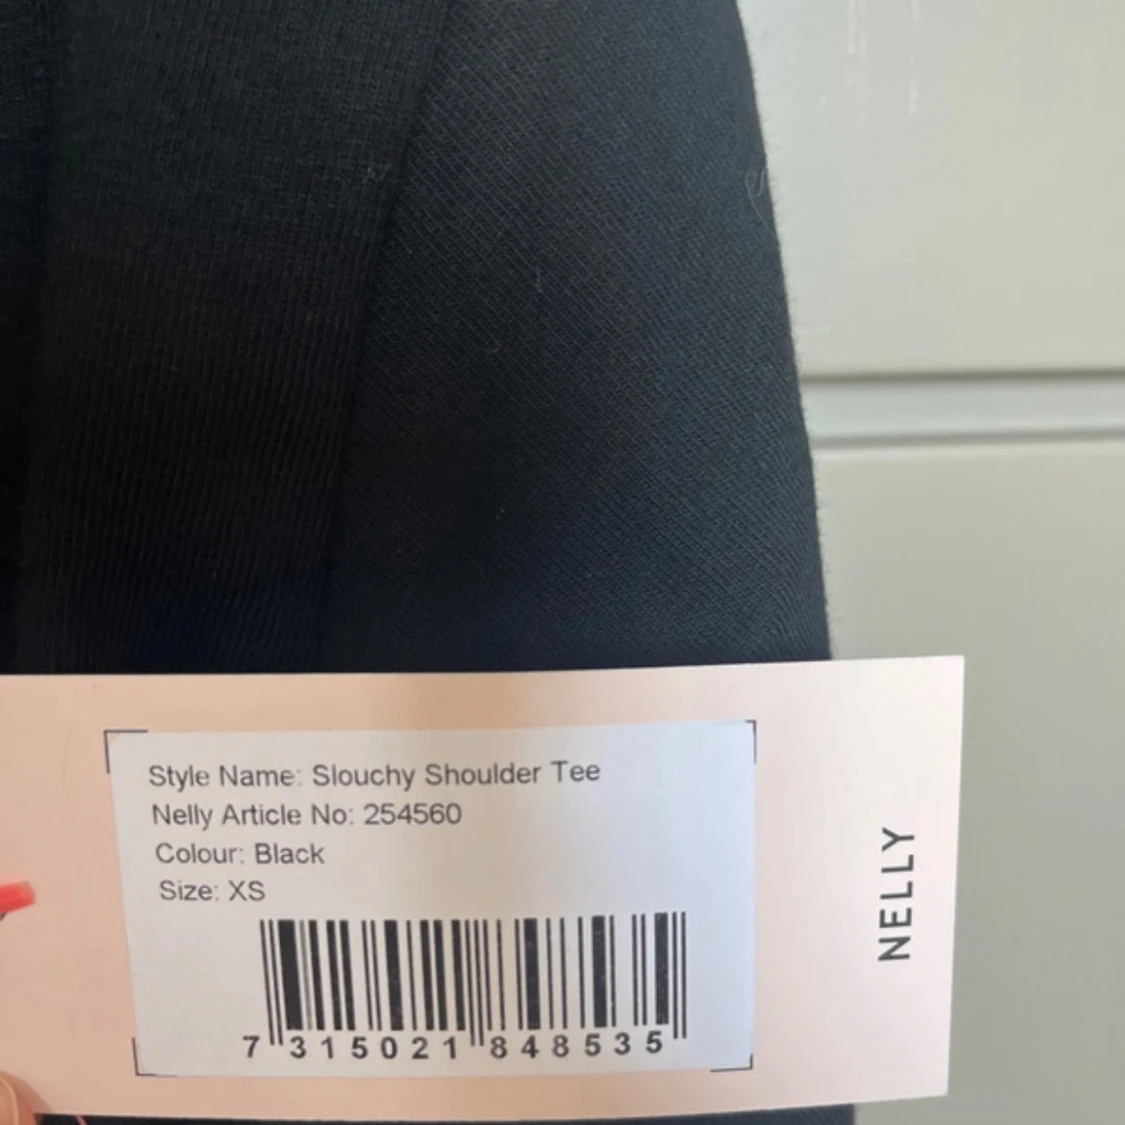 Style Name: Slouchy Shoulder Tee
Nelly Article No: 254560
Colour: Black
Size: XS
7 315021 848535
NELLY